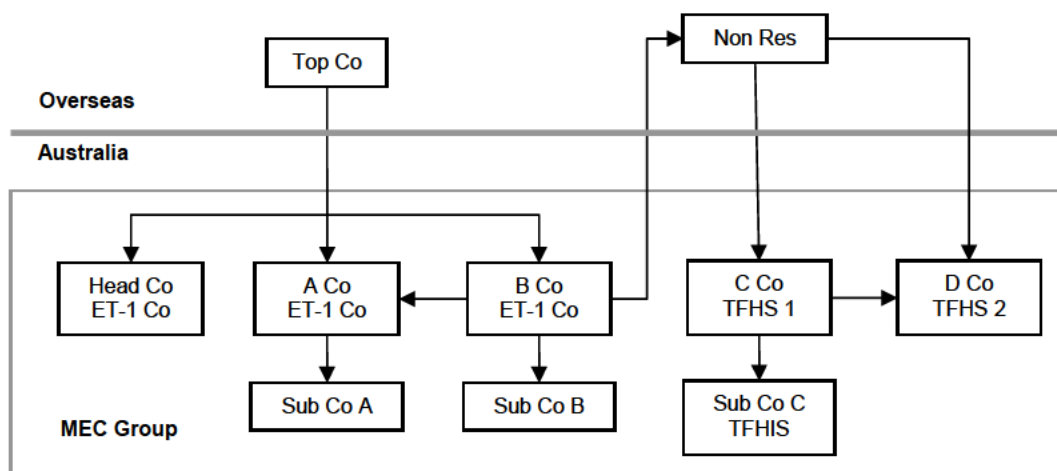 Non Res
Top Co
Overseas
Australia
Head Co
ET-1 Co
A Co
ET-1 Co
B Co
ET-1 Co
C Co
TFHS 1
D Co
TFHS 2
Sub Co A
Sub Co B
Sub Co C
TFHIS
MEC Group